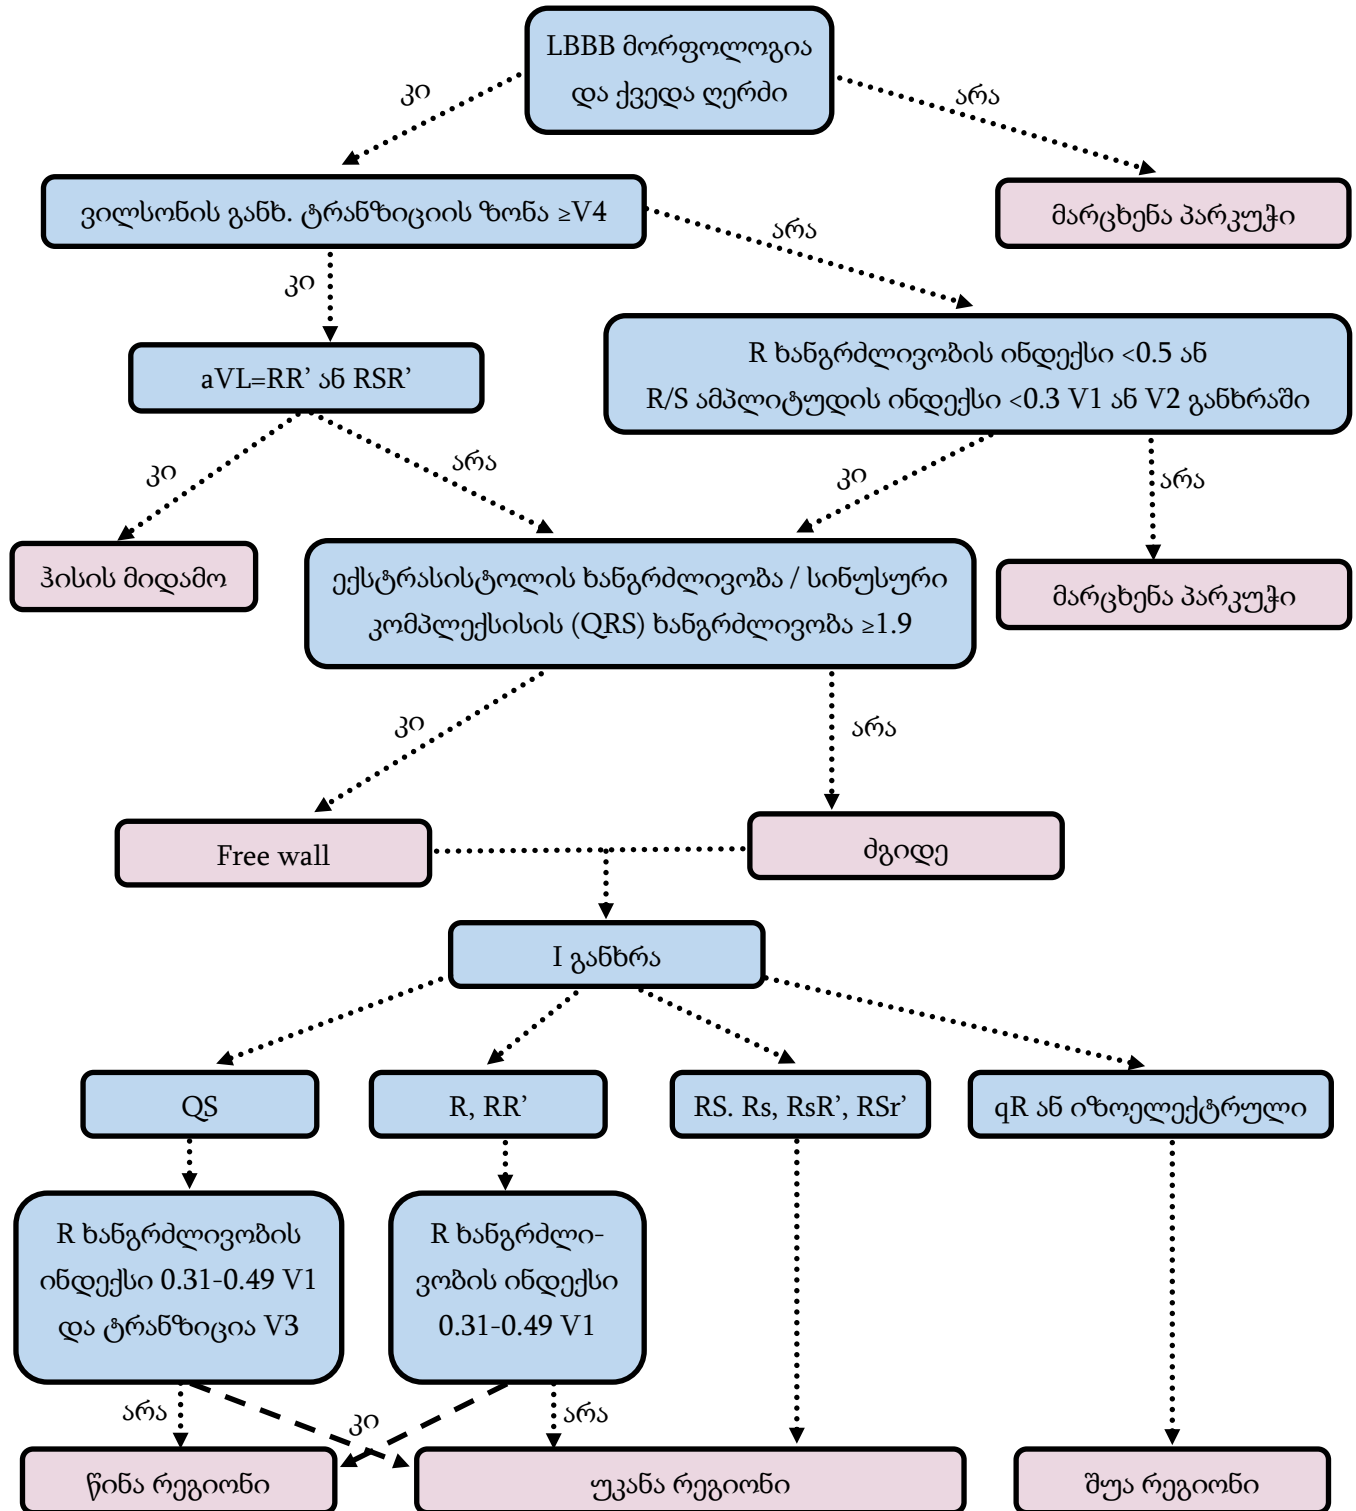 LBBB მორფოლოგია
და ქვედა ღერძი
კი
არა
ვილსონის განხ. ტრანზიციის ზონა ≥V4
მარცხენა პარკუჭი
არა
კი
aVL=RR’ ან RSR’
R ხანგრძლივობის ინდექსი <0.5 ან
R/S ამპლიტუდის ინდექსი <0.3 V1 ან V2 განხრაში
კი
არა
კი
არა
ჰისის მიდამო
ექსტრასისტოლის ხანგრძლივობა / სინუსური
კომპლექსისის (QRS) ხანგრძლივობა ≥1.9
მარცხენა პარკუჭი
კი
არა
Free wall
ძგიდე
I განხრა
QS
R, RR’
RS. Rs, RsR’, RSr’
qR ან იზოელექტრული
R ხანგრძლივობის
ინდექსი 0.31-0.49 V1
და ტრანზიცია V3
R ხანგრძლი-
ვობის ინდექსი
0.31-0.49 V1
არა
კი
არა
წინა რეგიონი
უკანა რეგიონი
შუა რეგიონი